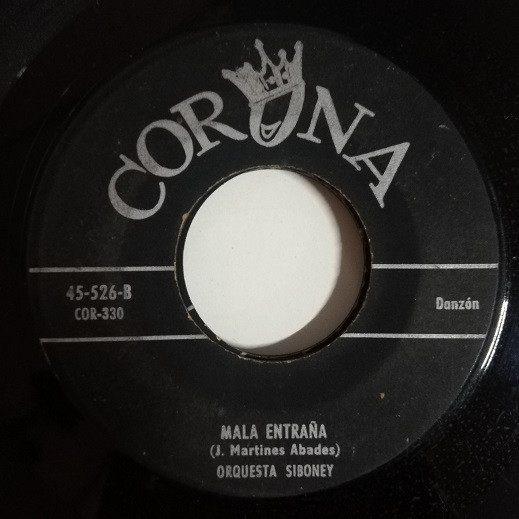 CORONA
45-526-B
COR-330
Danzón
MALA ENTRAÑA
(J. Martines Abades)
ORQUESTA SIBONEY